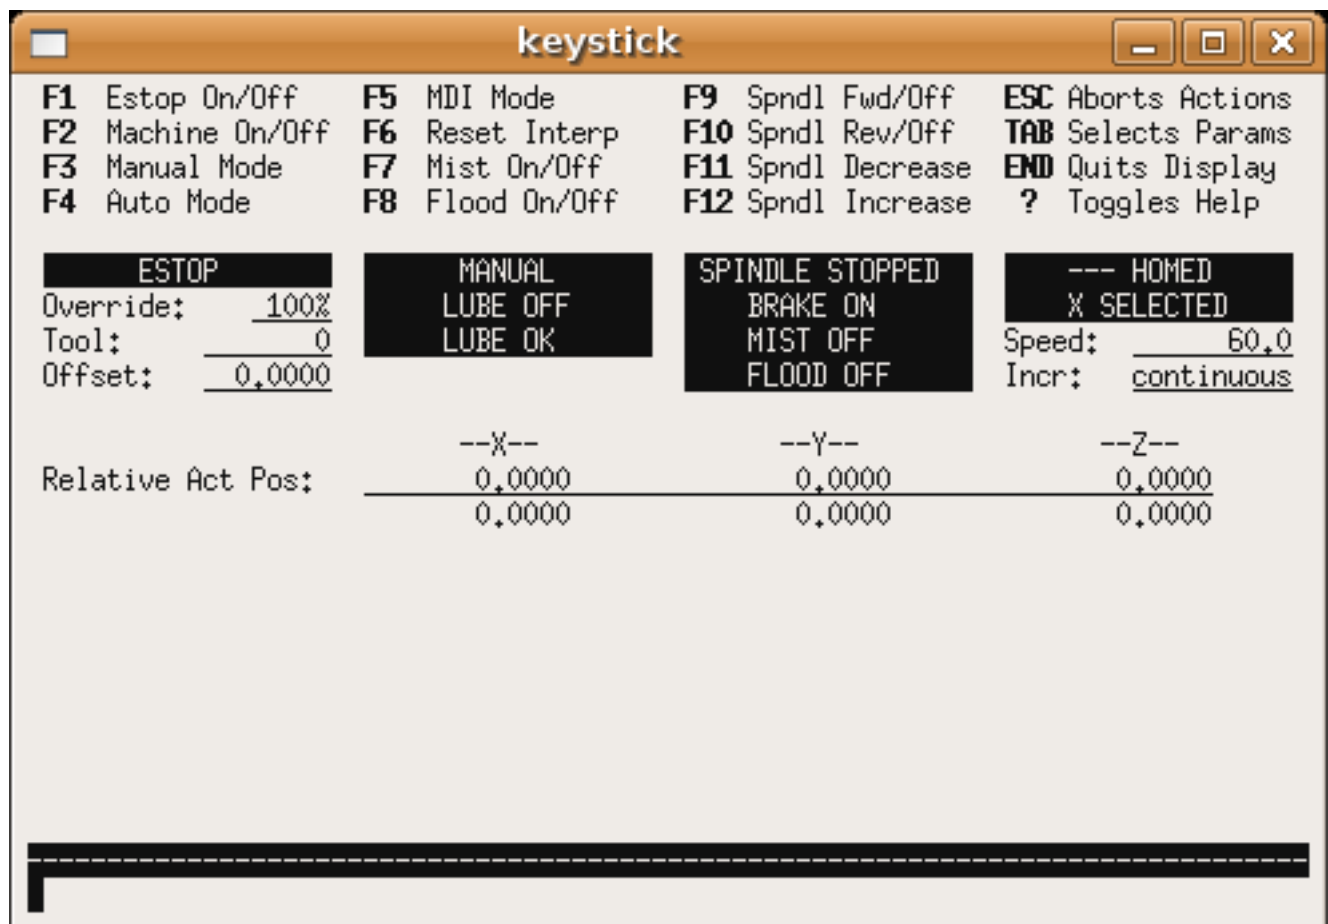 keystick
F1 Estop On/Off F5 MDI Mode F9 Spndl Fwd/Off ESC Aborts Actions
F2 Machine On/Off F6 Reset Interp F10 Spndl Rev/Off TAB Selects Params
F3 Manual Mode F7 Mist On/Off F11 Spndl Decrease END Quits Display
F4 Auto Mode F8 Flood On/Off F12 Spndl Increase ? Toggles Help
ESTOP MANUAL SPINDLE STOPPED --- HOMED
Override: 100% LUBE OFF BRAKE ON X SELECTED
Tool: 0 LUBE OK MIST OFF Speed: 60.0
Offset: 0.0000 FLOOD OFF Incr: continuous
--X-- --Y-- --Z--
Relative Act Pos: 0.0000 0.0000 0.0000
0.0000 0.0000 0.0000
--------------------------------------------------------------------------------